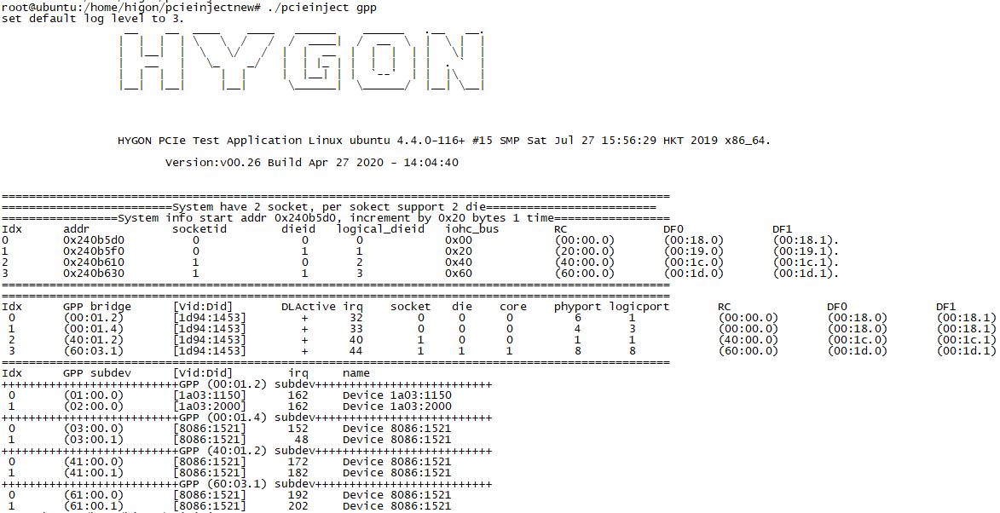 root@ubuntu:/home/higon/pcieinjectnew# ./pcieinject gpp
set default log level to 3.
HYGON
HYGON PCIe Test Application Linux ubuntu 4.4.0-116+ #15 SMP Sat Jul 27 15:56:29 HKT 2019 x86_64.
Version:v00.26 Build Apr 27 2020 - 14:04:40
==================================================================================================
=========================System have 2 socket, per sokect support 2 die=========================
=================System info start addr 0x240b5d0, increment by 0x20 bytes 1 time=================
Idx addr socketid dieid logical_dieid iohc_bus RC DF0 DF1
0 0x240b5d0 0 0 0 0x00 (00:00.0) (00:18.0) (00:18.1).
1 0x240b5f0 0 1 1 0x20 (20:00.0) (00:19.0) (00:19.1).
2 0x240b610 1 0 2 0x40 (40:00.0) (00:1c.0) (00:1c.1).
3 0x240b630 1 1 3 0x60 (60:00.0) (00:1d.0) (00:1d.1).
==================================================================================================
==================================================================================================
Idx GPP bridge [Vid:Did] DLActive irq socket die core phyport logicport RC DF0 DF1
0 (00:01.2) [1d94:1453] + 32 0 0 0 6 1 (00:00.0) (00:18.0) (00:18.1)
1 (00:01.4) [1d94:1453] + 33 0 0 0 4 3 (00:00.0) (00:18.0) (00:18.1)
2 (40:01.2) [1d94:1453] + 40 1 0 0 1 1 (40:00.0) (00:1c.0) (00:1c.1)
3 (60:03.1) [1d94:1453] + 44 1 1 1 8 8 (60:00.0) (00:1d.0) (00:1d.1)
==================================================================================================
Idx GPP subdev [Vid:Did] irq name
++++++++++++++++++++++++++GPP (00:01.2) subdev++++++++++++++++++++++++++
0 (01:00.0) [1a03:1150] 162 Device 1a03:1150
1 (02:00.0) [1a03:2000] 162 Device 1a03:2000
++++++++++++++++++++++++++GPP (00:01.4) subdev++++++++++++++++++++++++++
0 (03:00.0) [8086:1521] 152 Device 8086:1521
1 (03:00.1) [8086:1521] 48 Device 8086:1521
++++++++++++++++++++++++++GPP (40:01.2) subdev++++++++++++++++++++++++++
0 (41:00.0) [8086:1521] 172 Device 8086:1521
1 (41:00.1) [8086:1521] 182 Device 8086:1521
++++++++++++++++++++++++++GPP (60:03.1) subdev++++++++++++++++++++++++++
0 (61:00.0) [8086:1521] 192 Device 8086:1521
1 (61:00.1) [8086:1521] 202 Device 8086:1521